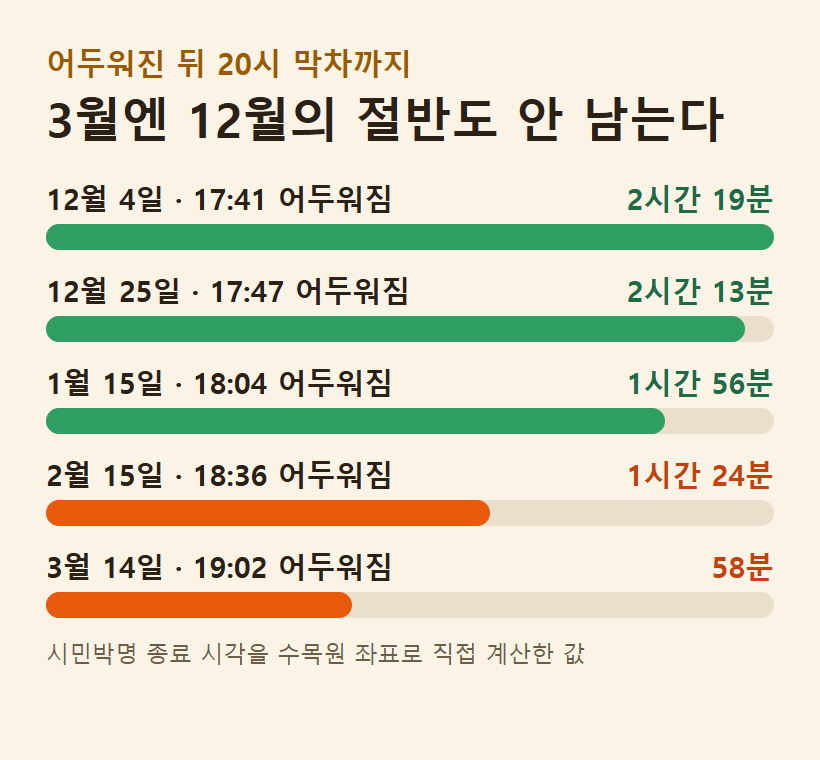 어두워진 뒤 20시 막차까지
3월엔 12월의 절반도 안 남는다
12월 4일 · 17:41 어두워짐 2시간 19분
12월 25일 · 17:47 어두워짐 2시간 13분
1월 15일 · 18:04 어두워짐 1시간 56분
2월 15일 · 18:36 어두워짐 1시간 24분
3월 14일 · 19:02 어두워짐 58분
시민박명 종료 시각을 수목원 좌표로 직접 계산한 값